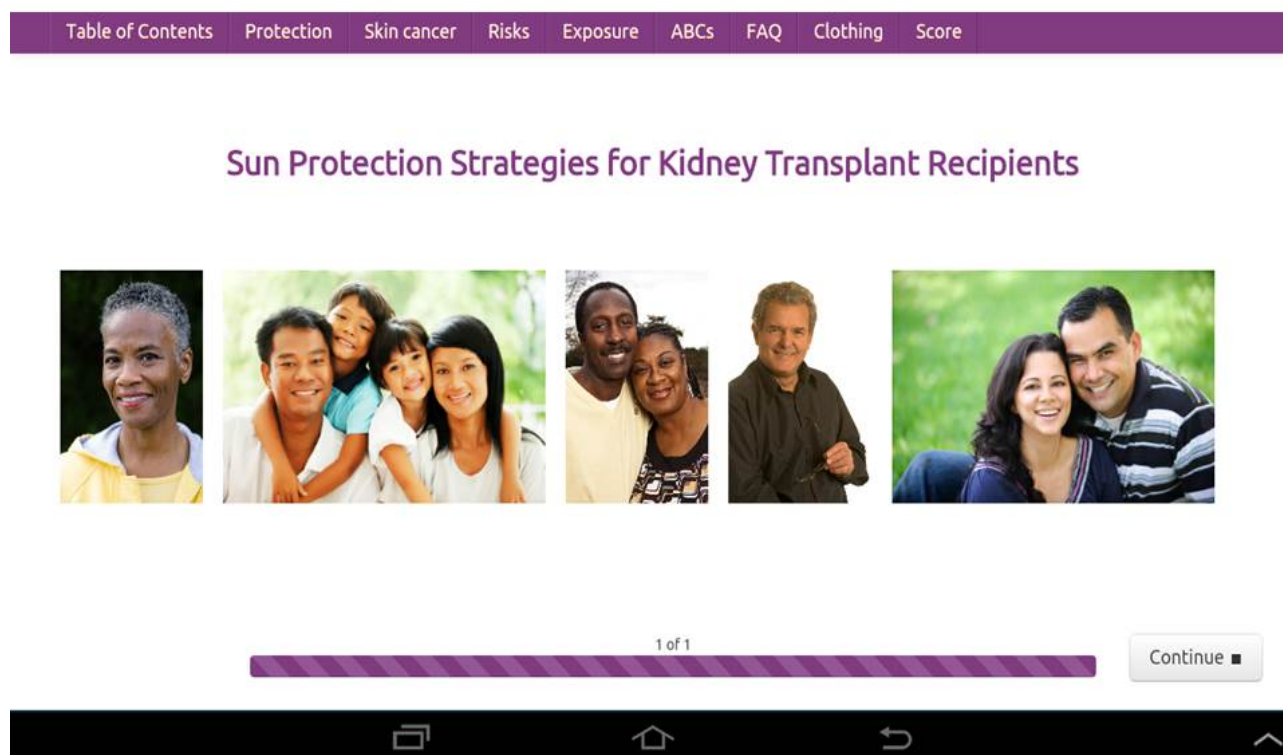 Table of Contents Protection Skin cancer Risks Exposure ABCs FAQ Clothing Score
Sun Protection Strategies for Kidney Transplant Recipients
1 of 1
Continue